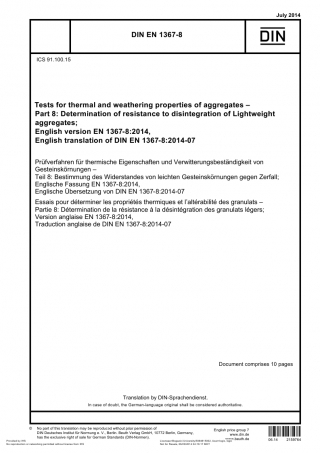 July 2014
DIN EN 1367-8
DIN
ICS 91.100.15
Tests for thermal and weathering properties of aggregates –
Part 8: Determination of resistance to disintegration of Lightweight
aggregates;
English version EN 1367-8:2014,
English translation of DIN EN 1367-8:2014-07
Prüfverfahren für thermische Eigenschaften und Verwitterungsbeständigkeit von
Gesteinskörnungen –
Teil 8: Bestimmung des Widerstandes von leichten Gesteinskörnungen gegen Zerfall;
Englische Fassung EN 1367-8:2014,
Englische Übersetzung von DIN EN 1367-8:2014-07
Essais pour déterminer les propriétés thermiques et l'altérabilité des granulats –
Partie 8: Détermination de la résistance à la désintégration des granulats légers;
Version anglaise EN 1367-8:2014,
Traduction anglaise de DIN EN 1367-8:2014-07
Document comprises 10 pages
Translation by DIN-Sprachendienst.
In case of doubt, the German-language original shall be considered authoritative.
© No part of this translation may be reproduced without prior permission of
DIN Deutsches Institut für Normung e. V., Berlin. Beuth Verlag GmbH, 10772 Berlin, Germany,
has the exclusive right of sale for German Standards (DIN-Normen).
English price group 7
www.din.de
www.beuth.de
06.14